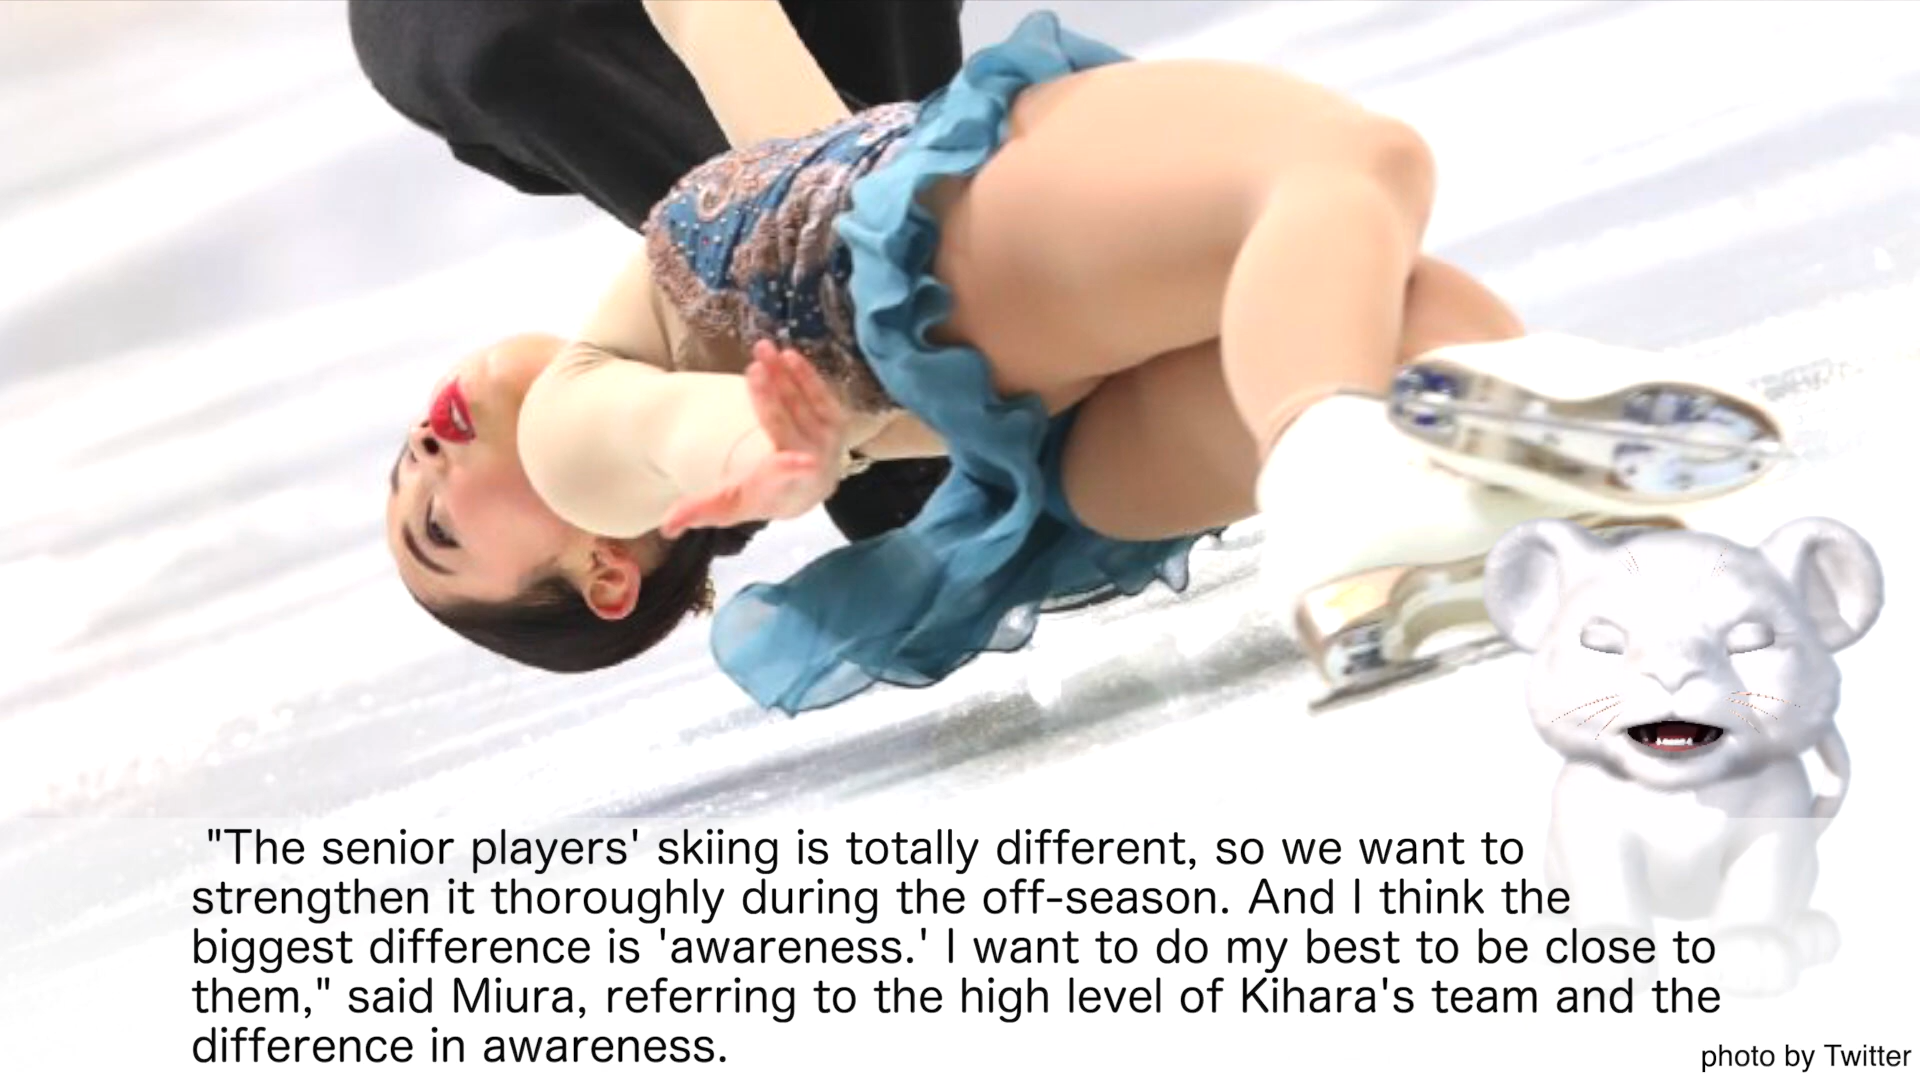 "The senior players' skiing is totally different, so we want to
strengthen it thoroughly during the off-season. And I think the
biggest difference is 'awareness.' I want to do my best to be close to
them," said Miura, referring to the high level of Kihara's team and the
difference in awareness.
photo by Twitter